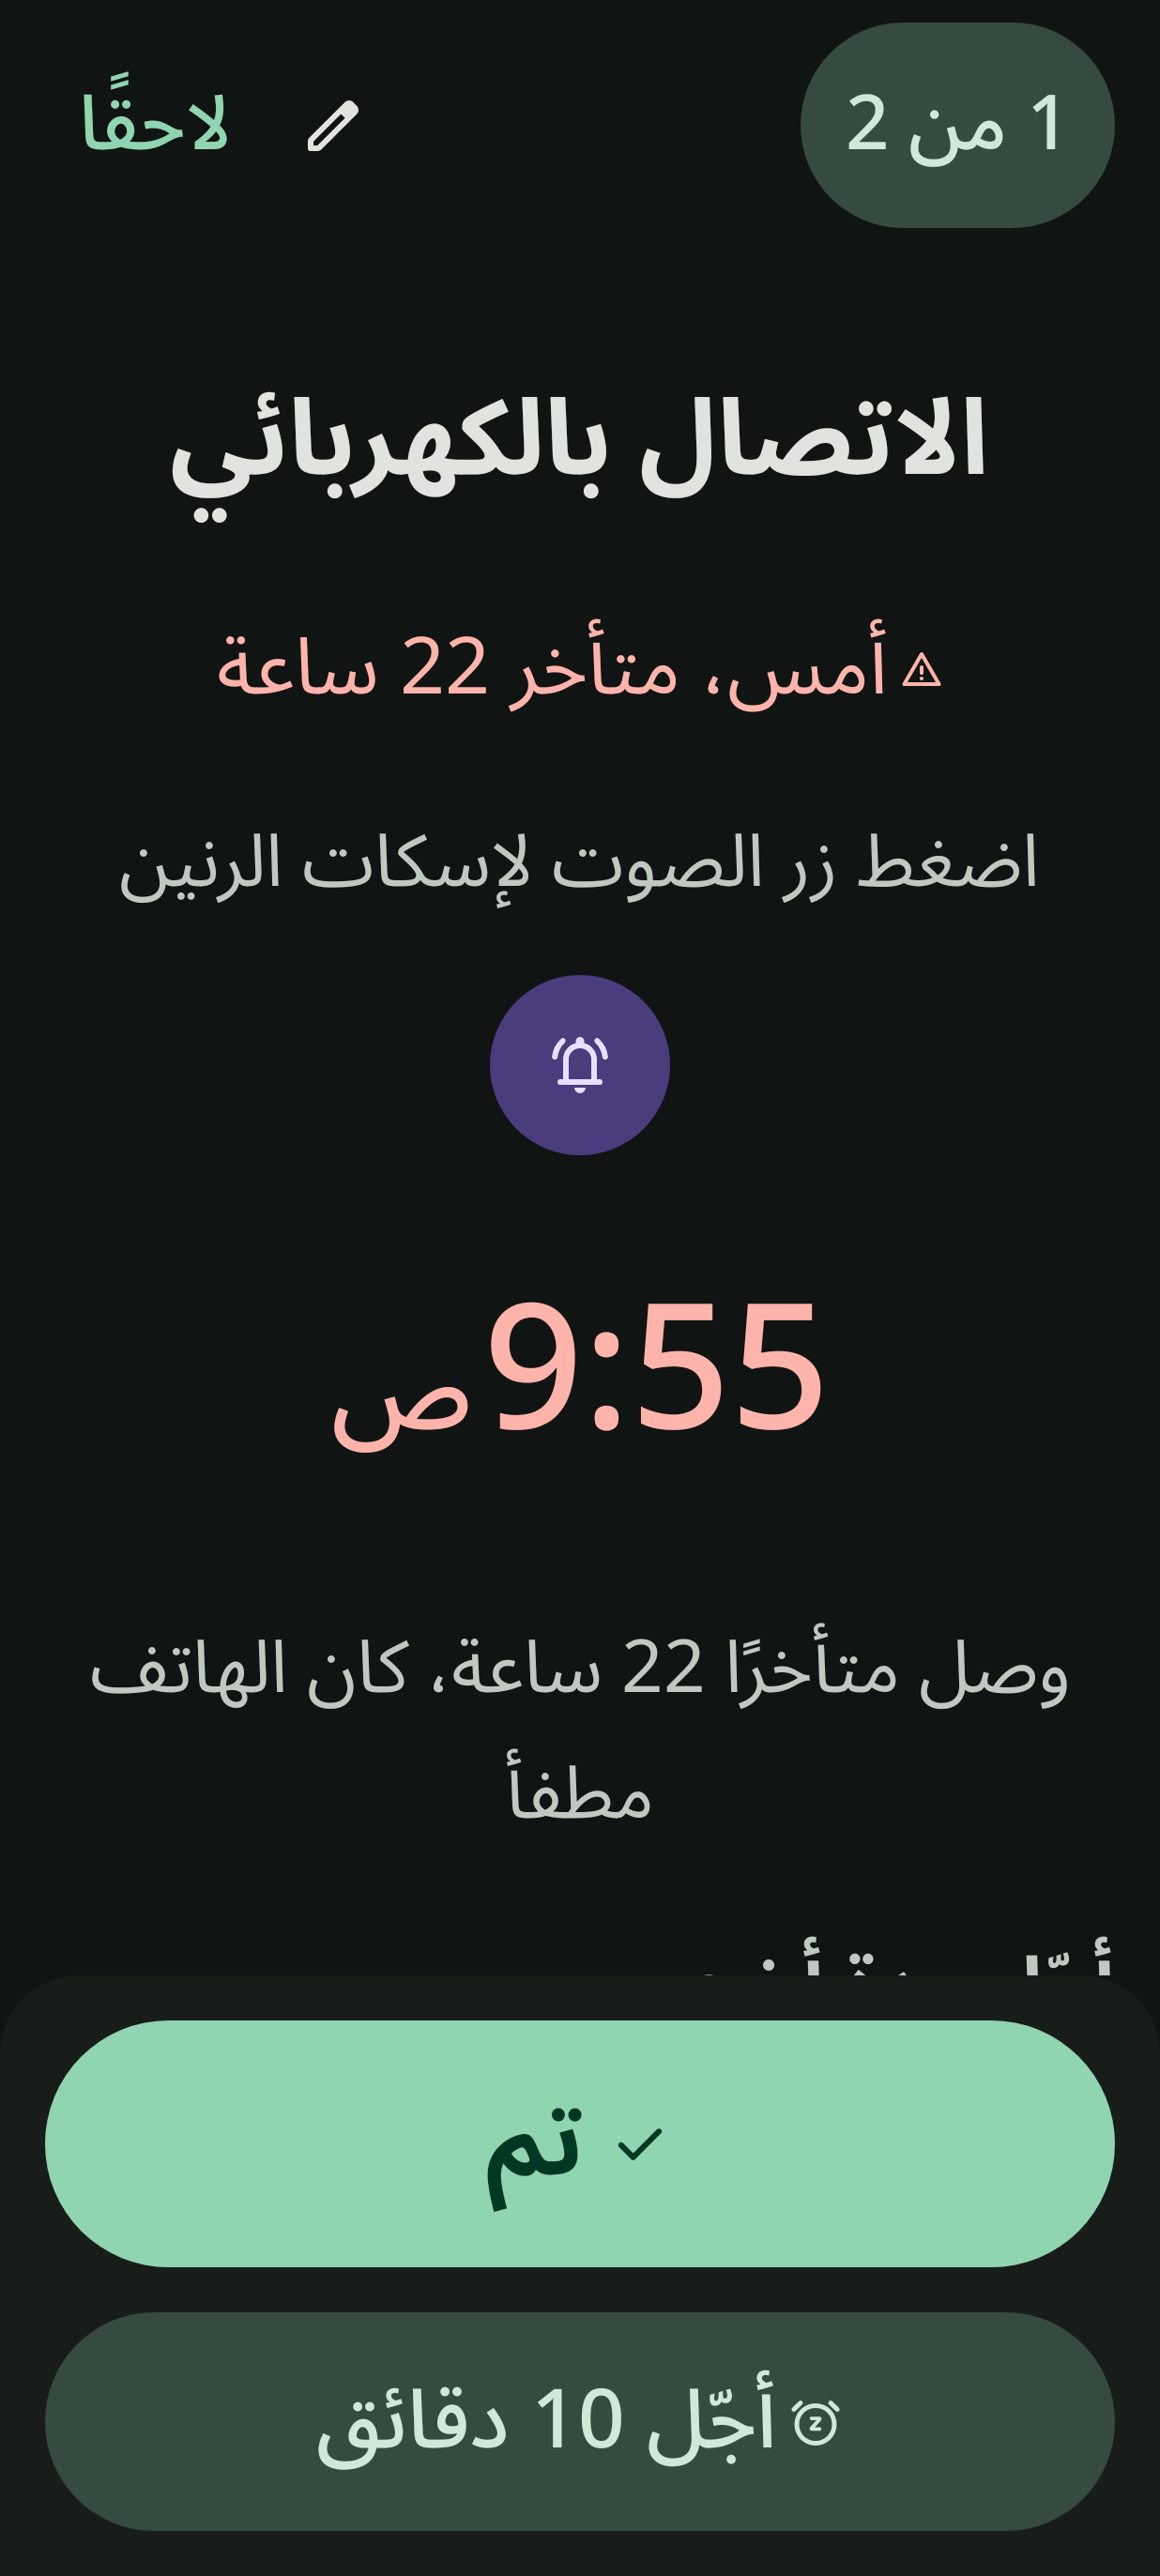 1 من 2
لاحقًا
الاتصال بالكهربائي
أمس، متأخر 22 ساعة
اضغط زر الصوت لإسكات الرنين
9:55 ص
وصل متأخرًا 22 ساعة، كان الهاتف
مطفأ
تم
أجّل 10 دقائق